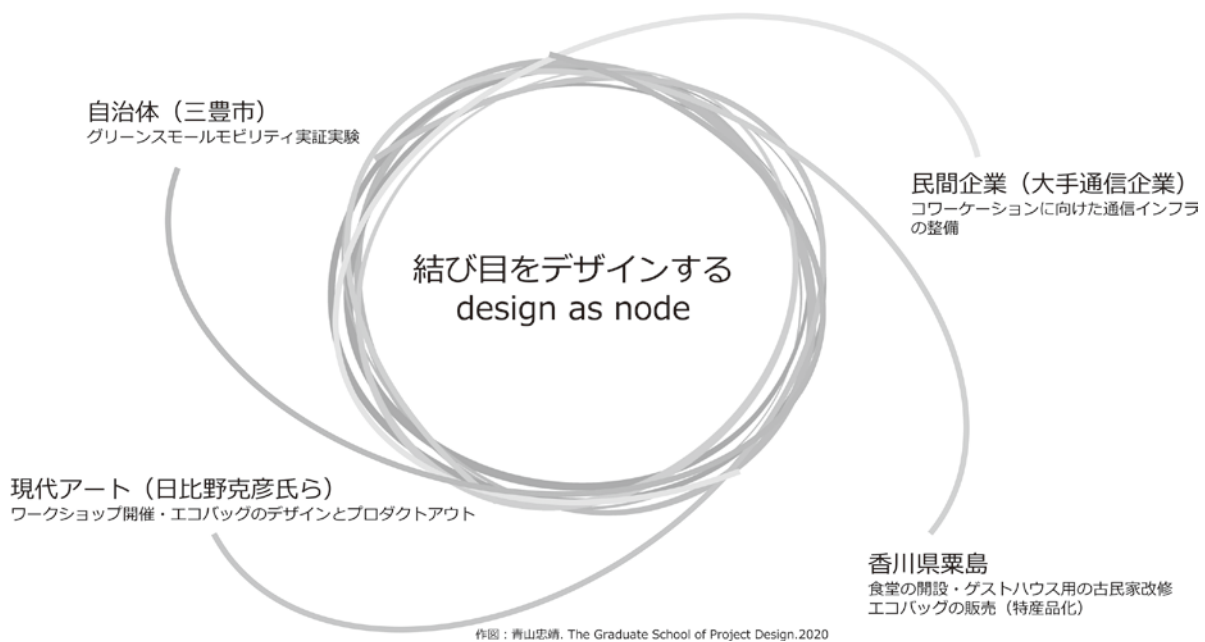 自治体（三豊市）
グリーンスモールモビリティ実証実験
民間企業（大手通信企業）
コワーケーションに向けた通信インフラ
の整備
結び目をデザインする
design as node
現代アート（日比野克彦氏ら）
ワークショップ開催・エコバッグのデザインとプロダクトアウト
香川県粟島
食堂の開設・ゲストハウス用の古民家改修
エコバッグの販売（特産品化）
作図：青山忠靖. The Graduate School of Project Design.2020